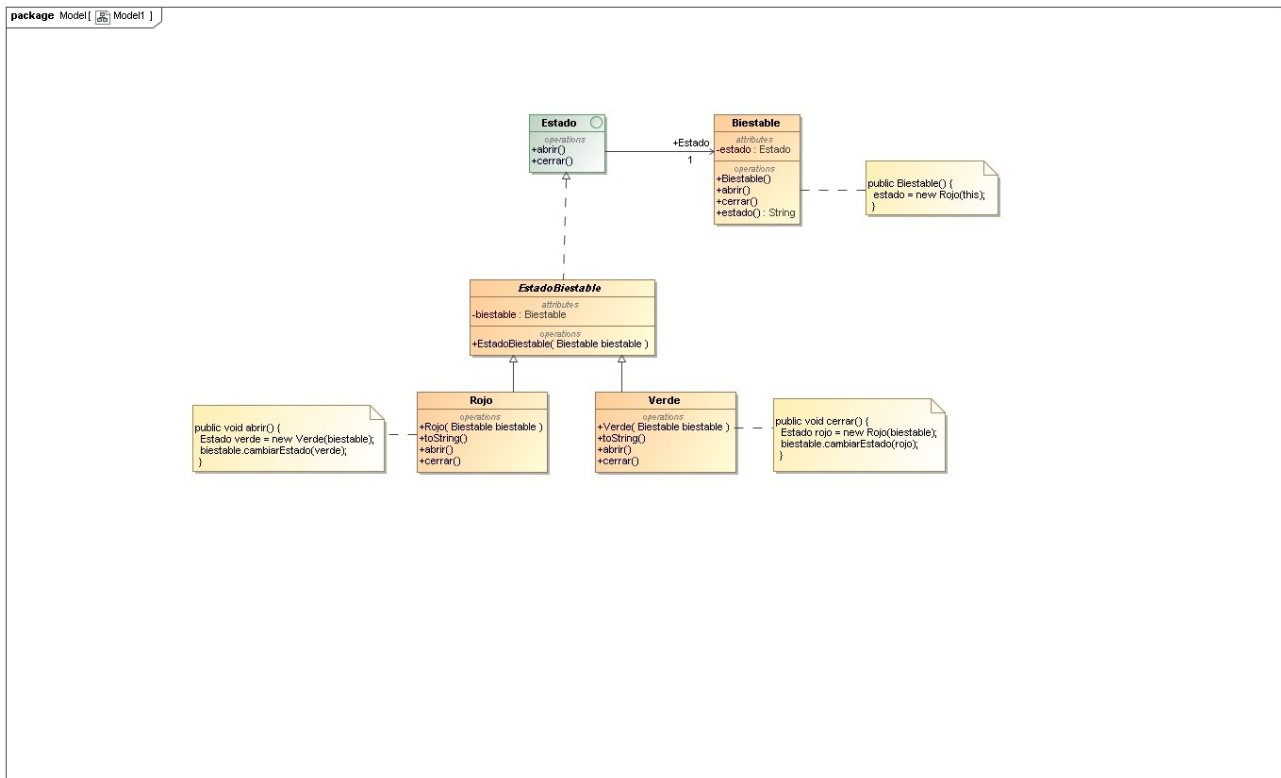 package Model[ Model1 ]
Estado
operations
+abrir()
+cerrar()
+Estado
1
Biestable
attributes
-estado : Estado
operations
+Biestable()
+abrir()
+cerrar()
+estado() : String
public Biestable() {
estado = new Rojo(this);
}
EstadoBiestable
attributes
-biestable : Biestable
operations
+EstadoBiestable( Biestable biestable )
public void abrir() {
Estado verde = new Verde(biestable);
biestable.cambiarEstado(verde);
}
Rojo
operations
+Rojo( Biestable biestable )
+toString()
+abrir()
+cerrar()
Verde
operations
+Verde( Biestable biestable )
+toString()
+abrir()
+cerrar()
public void cerrar() {
Estado rojo = new Rojo(biestable);
biestable.cambiarEstado(rojo);
}